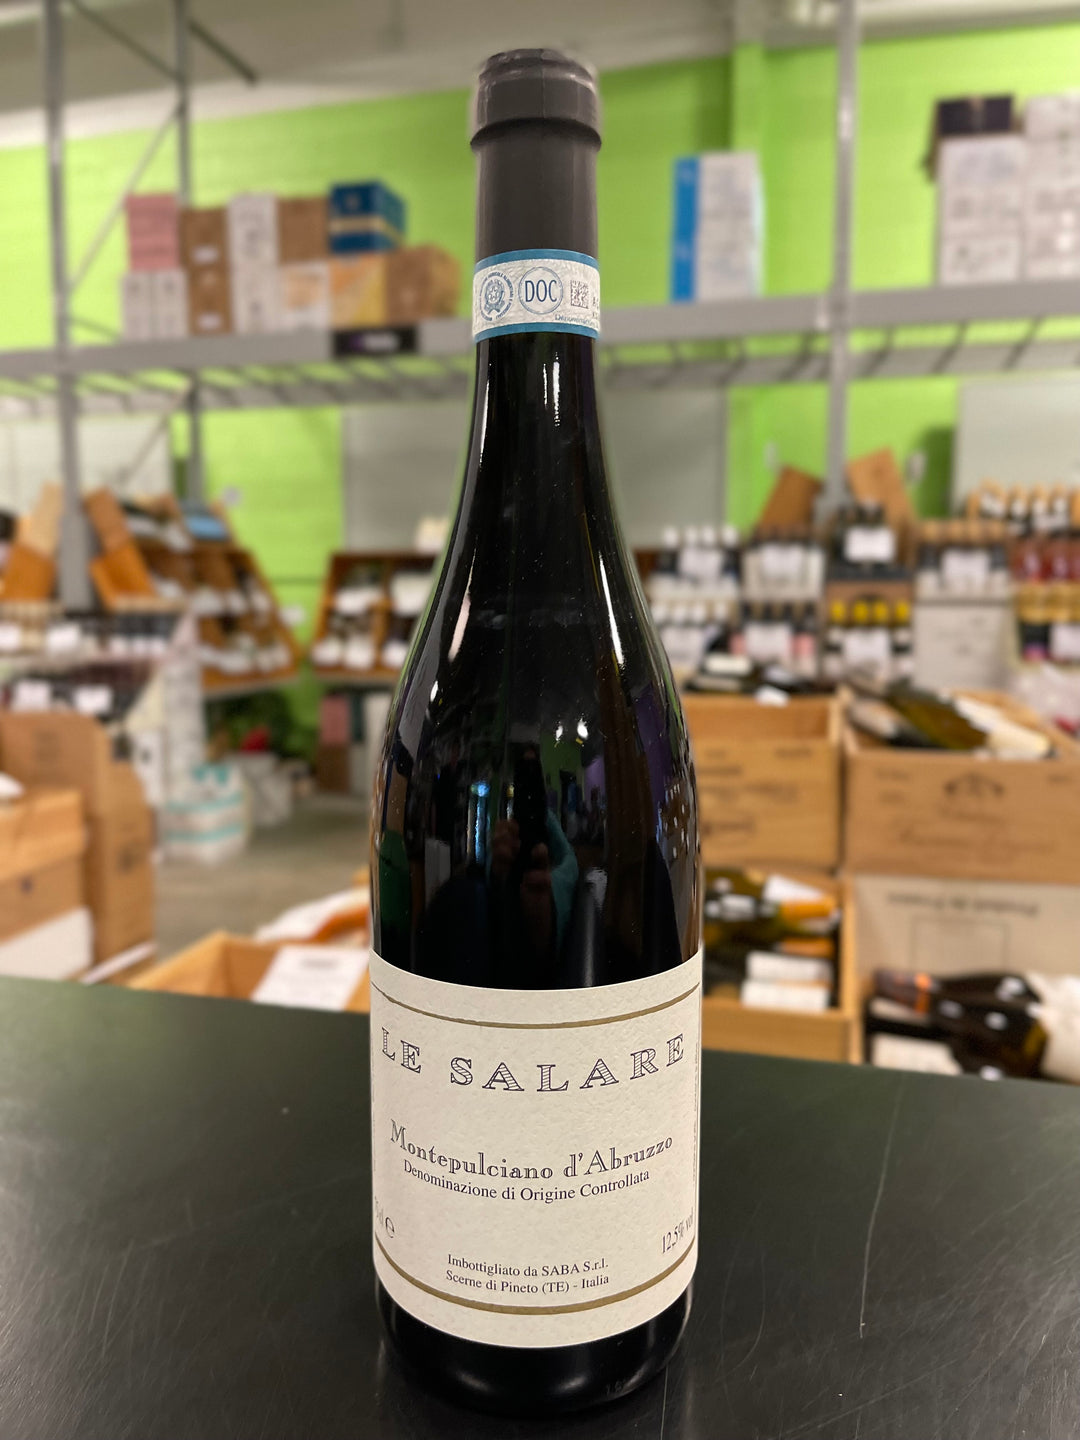 DOC
LE SALARE
Montepulciano d'Abruzzo
Denominazione di Origine Controllata
12,5% vol
Imbottigliato da SABA S.r.l.
Scerne di Pineto (TE) - Italia